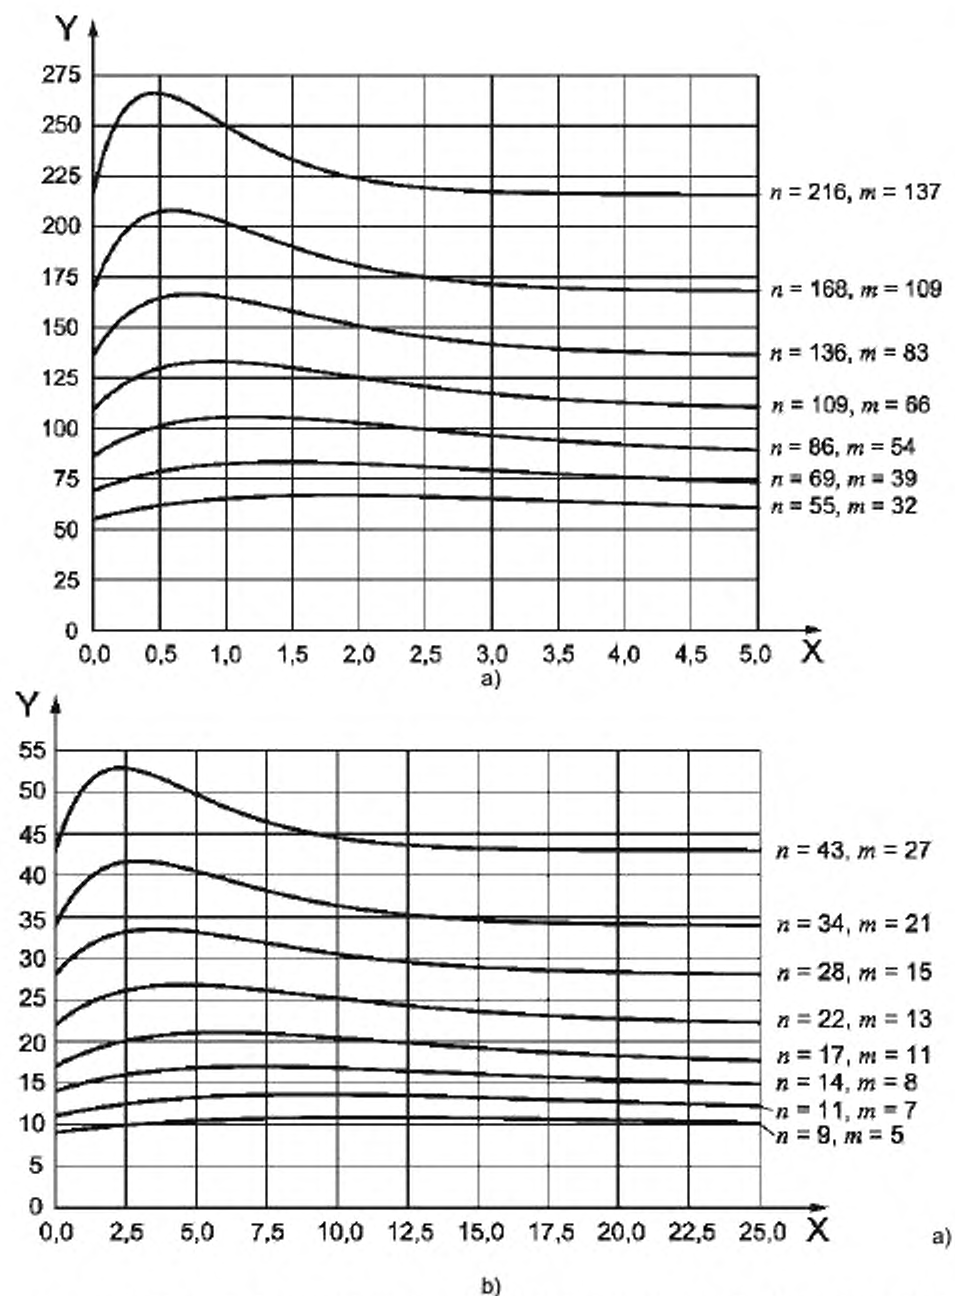 Y
275
250
225
n = 216, m = 137
200
175
n = 168, m = 109
150
n = 136, m = 83
125
n = 109, m = 66
100
n = 86, m = 54
75
n = 69, m = 39
n = 55, m = 32
50
25
0
0,0 0,5 1,0 1,5 2,0 2,5 3,0 3,5 4,0 4,5 5,0 X
a)
Y
55
50
45
n = 43, m = 27
40
35
n = 34, m = 21
30
n = 28, m = 15
25
n = 22, m = 13
20
n = 17, m = 11
15
n = 14, m = 8
n = 11, m = 7
10
n = 9, m = 5
5
0
0,0 2,5 5,0 7,5 10,0 12,5 15,0 17,5 20,0 22,5 25,0 X
a)
b)